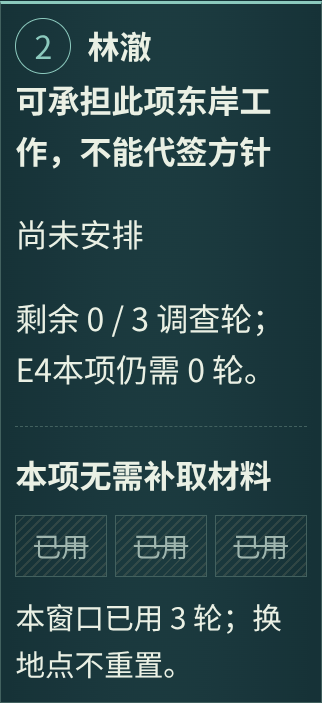 2 林澈
可承担此项东岸工
作，不能代签方针
尚未安排
剩余 0 / 3 调查轮；
E4本项仍需 0 轮。
本项无需补取材料
已用 已用 已用
本窗口已用 3 轮；换
地点不重置。